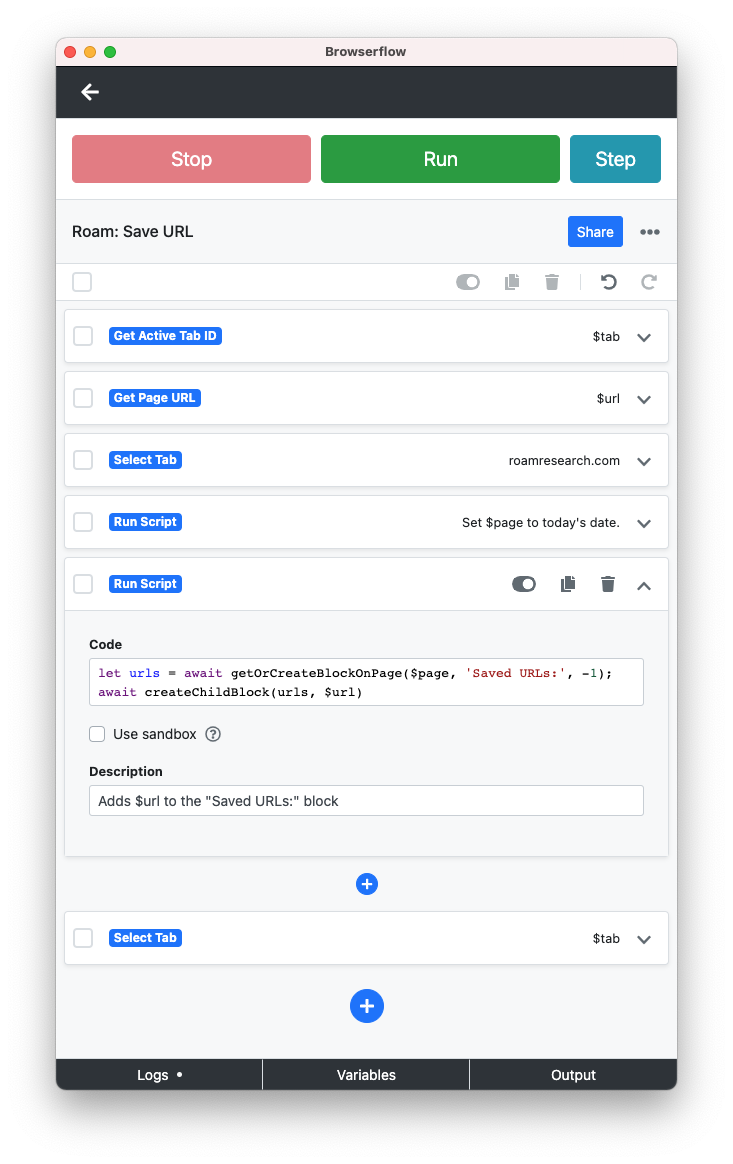 Browserflow
Stop
Run
Step
Roam: Save URL
Share
Get Active Tab ID
$tab
Get Page URL
$url
Select Tab
roamresearch.com
Run Script
Set $page to today's date.
Run Script
Code
let urls = await getOrCreateBlockOnPage($page, 'Saved URLs:', -1);
await createChildBlock(urls, $url)
Use sandbox ?
Description
Adds $url to the "Saved URLs:" block
Select Tab
$tab
Logs •
Variables
Output